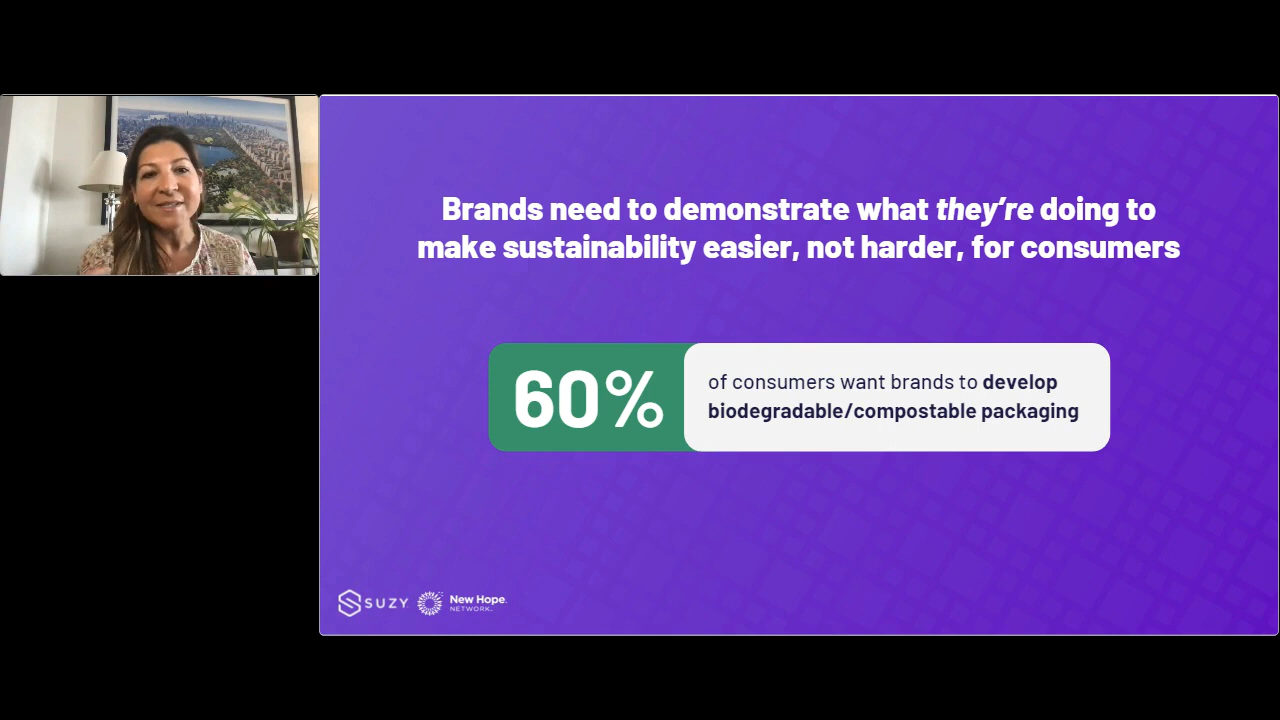 Brands need to demonstrate what they're doing to
make sustainability easier, not harder, for consumers
60%
of consumers want brands to develop
biodegradable/compostable packaging
SUZY
New Hope
NETWORK